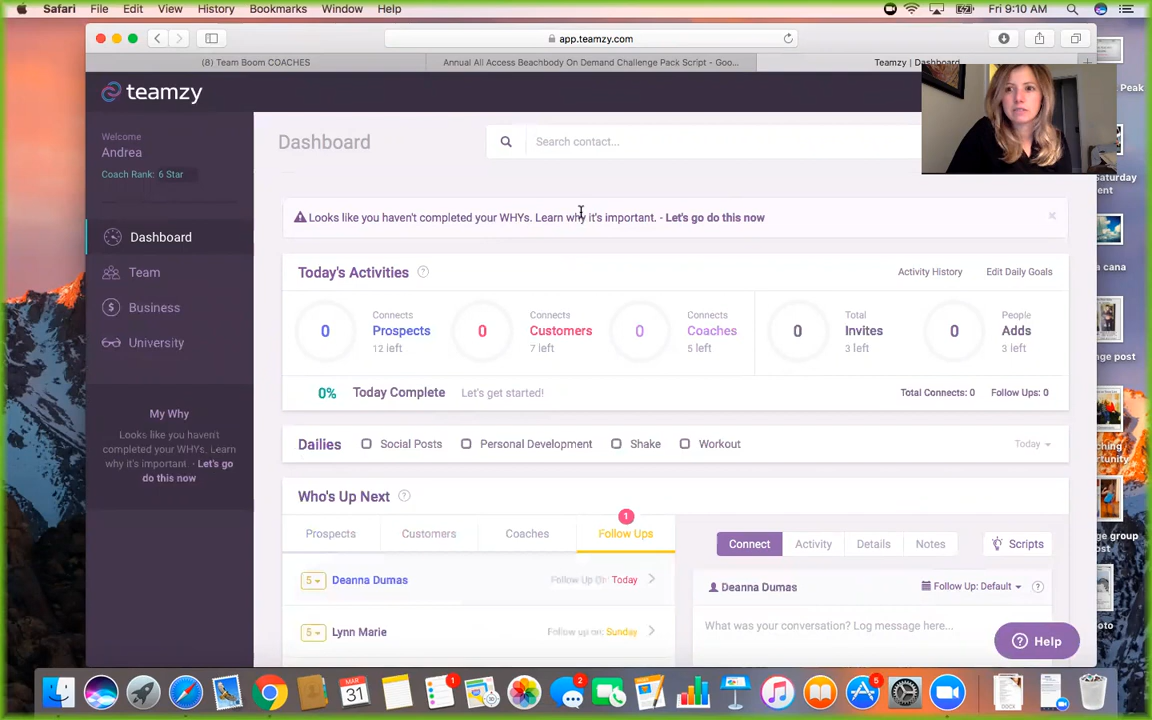 Safari File Edit View History Bookmarks Window Help Fri 9:10 AM
app.teamzy.com
(8) Team Boom COACHES Annual All Access Beachbody On Demand Challenge Pack Script - Goo... Teamzy | Dashboard
teamzy
Peak
Welcome
Andrea
Coach Rank: 6 Star
Dashboard
Search contact...
Saturday
Looks like you haven't completed your WHYs. Learn why it's important. - Let's go do this now ×
Dashboard
Team
Business
University
My Why
Looks like you haven't
completed your WHYs. Learn
why it's important - Let's go
do this now
Today's Activities ? Activity History Edit Daily Goals
a cana
0 Connects Prospects 12 left
0 Connects Customers 7 left
0 Connects Coaches 5 left
0 Total Invites 3 left
0 People Adds 3 left
nge post
0% Today Complete Let's get started! Total Connects: 0 Follow Ups: 0
Dailies Social Posts Personal Development Shake Workout Today
Who's Up Next ?
1
Prospects Customers Coaches Follow Ups
Connect Activity Details Notes Scripts
5 Deanna Dumas Follow Up On: Today
Deanna Dumas Follow Up: Default ?
What was your conversation? Log message here...
5 Lynn Marie Follow up on: Sunday
? Help
ge group
MAR
31
1
2
5
DOCX